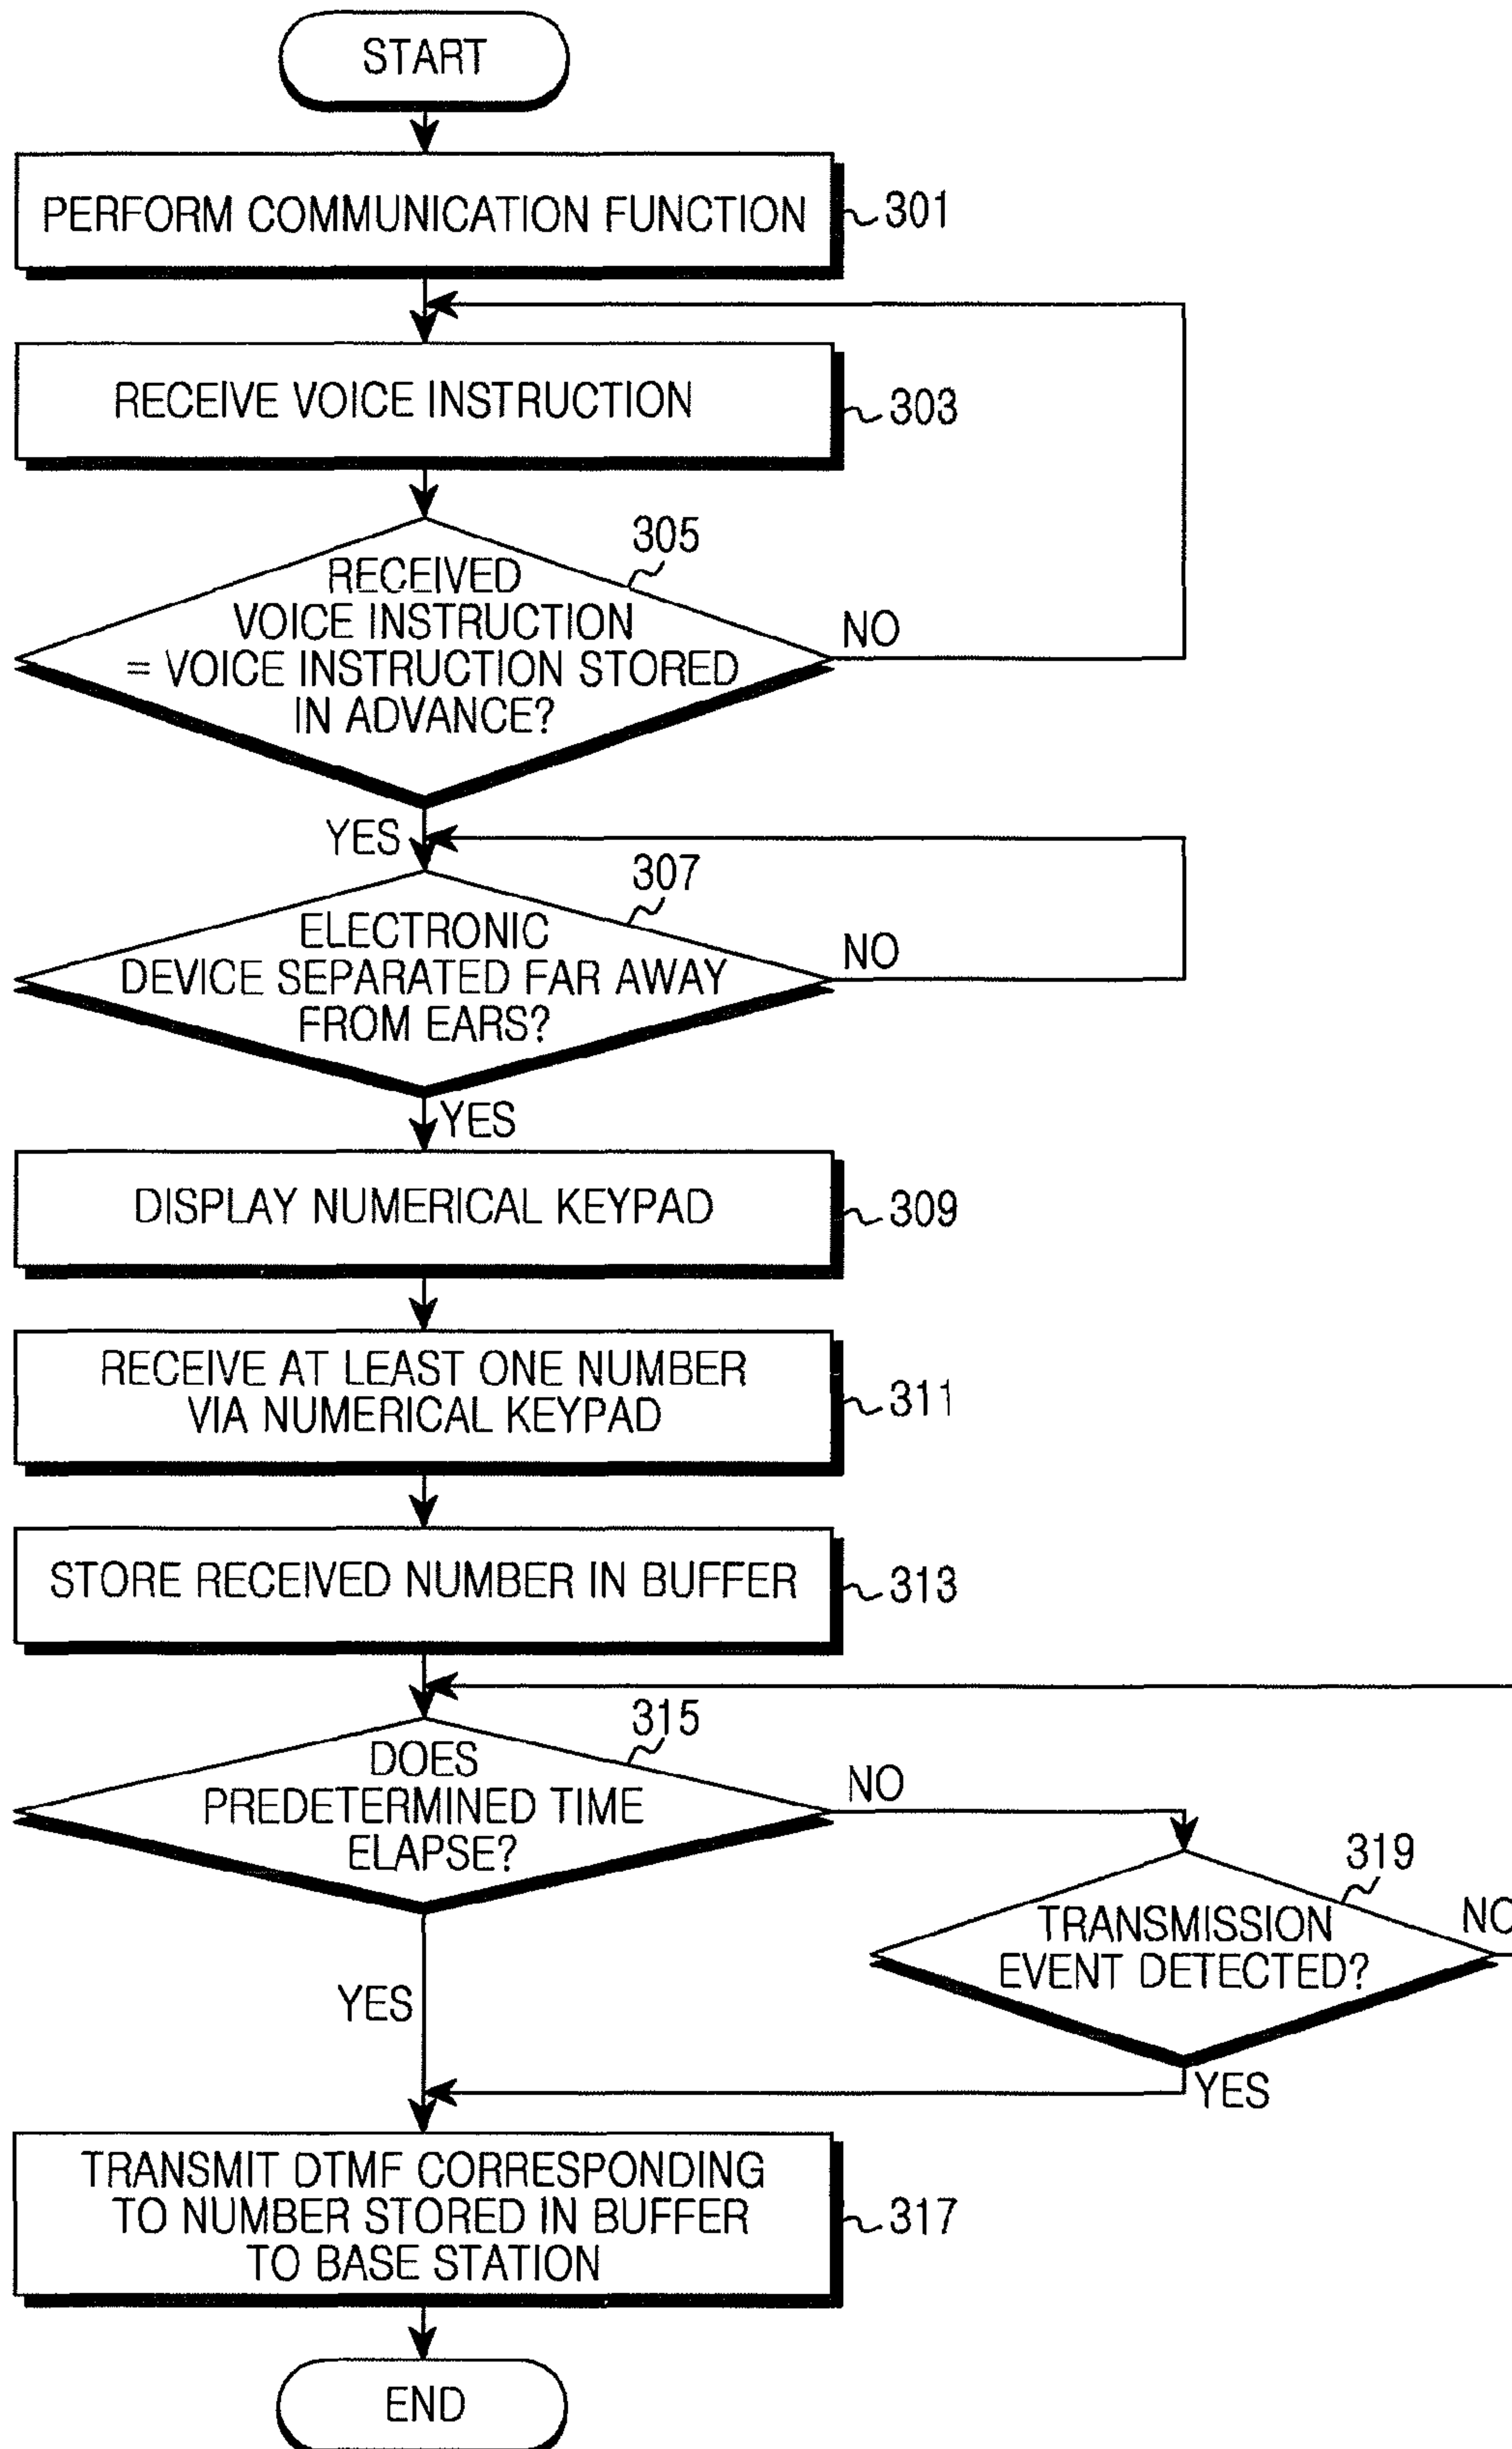 START
PERFORM COMMUNICATION FUNCTION
301
RECEIVE VOICE INSTRUCTION
303
305
RECEIVED
VOICE INSTRUCTION
= VOICE INSTRUCTION STORED
IN ADVANCE?
NO
YES
307
ELECTRONIC
DEVICE SEPARATED FAR AWAY
FROM EARS?
NO
YES
DISPLAY NUMERICAL KEYPAD
309
RECEIVE AT LEAST ONE NUMBER
VIA NUMERICAL KEYPAD
311
STORE RECEIVED NUMBER IN BUFFER
313
315
DOES
PREDETERMINED TIME
ELAPSE?
NO
319
TRANSMISSION
EVENT DETECTED?
NO
YES
YES
TRANSMIT DTMF CORRESPONDING
TO NUMBER STORED IN BUFFER
TO BASE STATION
317
END